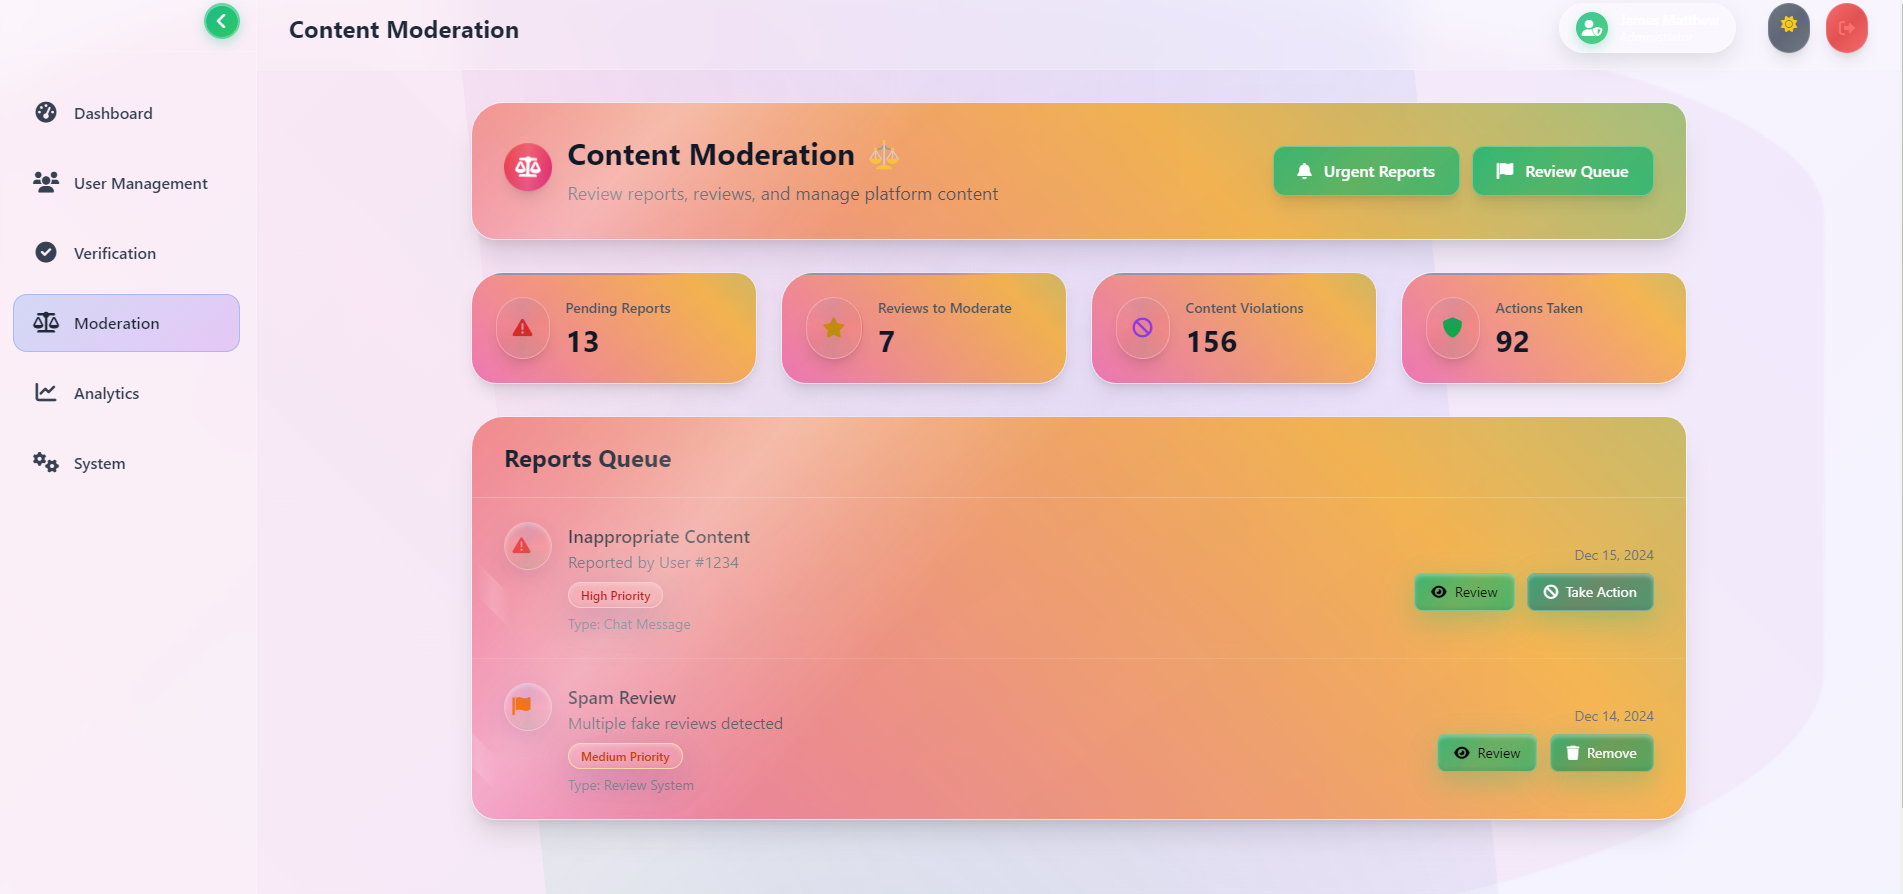 Content Moderation
Dashboard
User Management
Verification
Moderation
Analytics
System
Content Moderation ⚖️
Review reports, reviews, and manage platform content
Urgent Reports
Review Queue
Pending Reports
13
Reviews to Moderate
7
Content Violations
156
Actions Taken
92
Reports Queue
Inappropriate Content
Reported by User #1234
High Priority
Type: Chat Message
Dec 15, 2024
Review
Take Action
Spam Review
Multiple fake reviews detected
Medium Priority
Type: Review System
Dec 14, 2024
Review
Remove